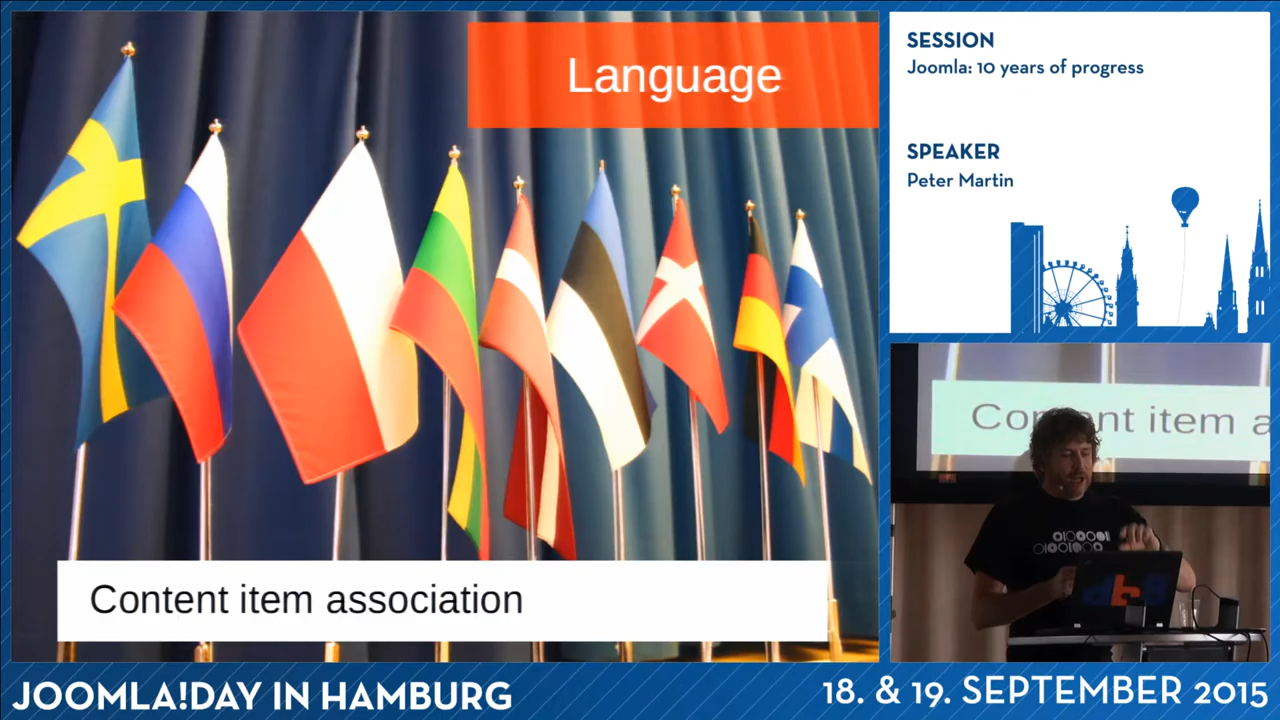 Language
Content item association
SESSION
Joomla: 10 years of progress
SPEAKER
Peter Martin
Content item a
db8
JOOMLA!DAY IN HAMBURG
18. & 19. SEPTEMBER 2015